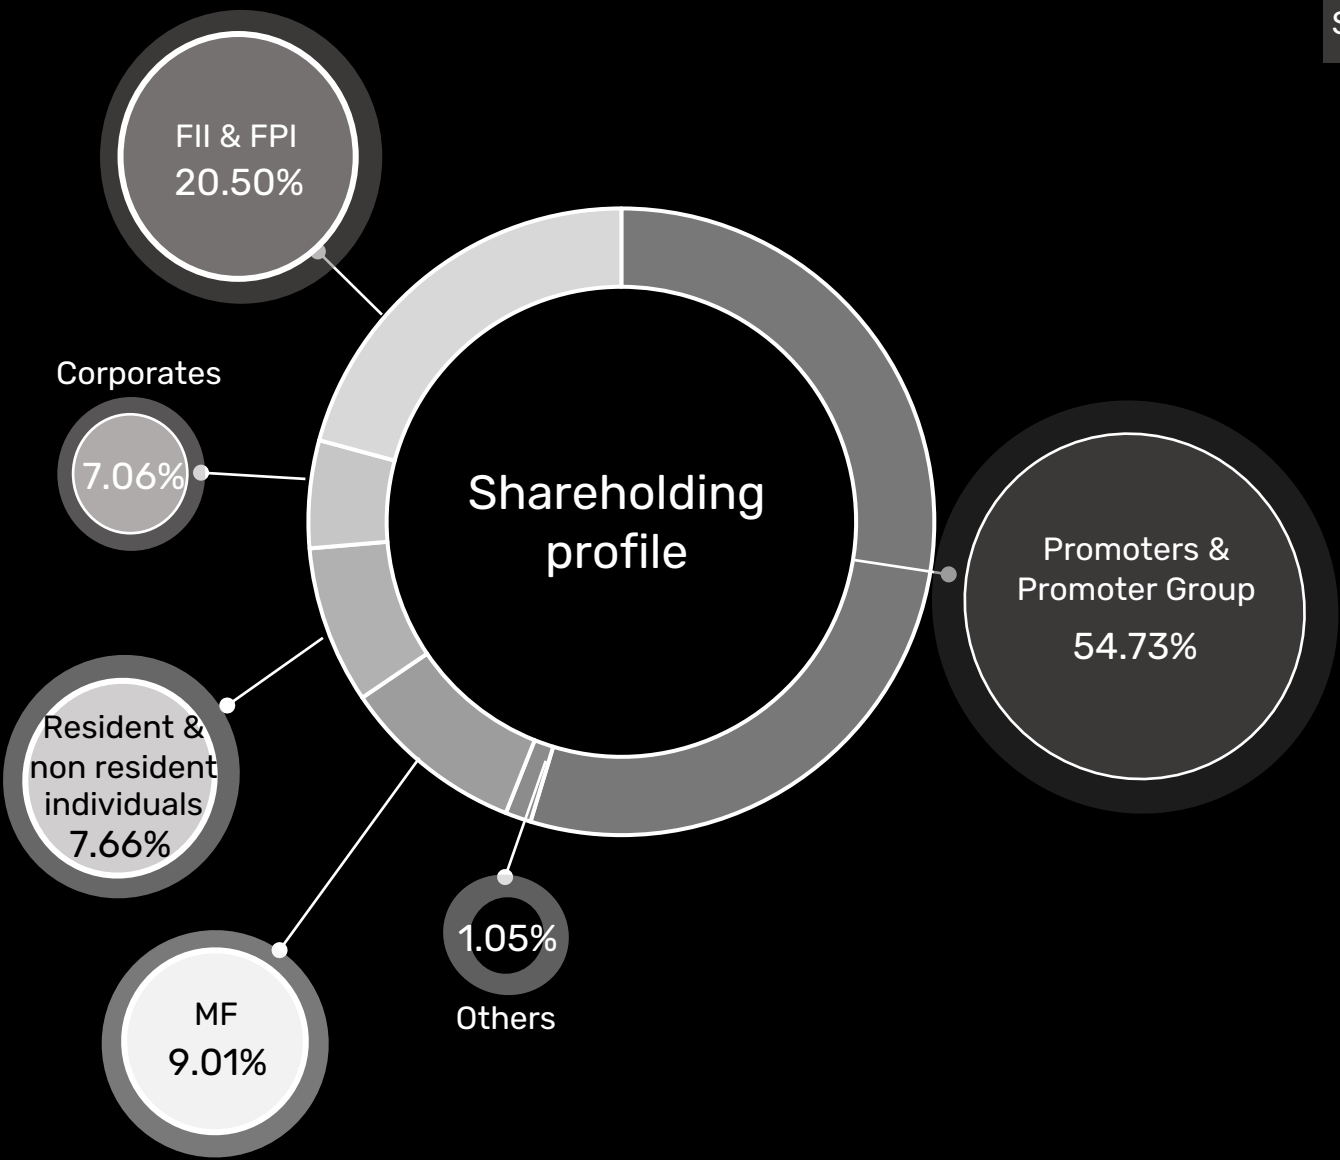 FII & FPI
20.50%
Corporates
7.06%
Shareholding
profile
Promoters &
Promoter Group
54.73%
Resident &
non resident
individuals
7.66%
MF
9.01%
1.05%
Others